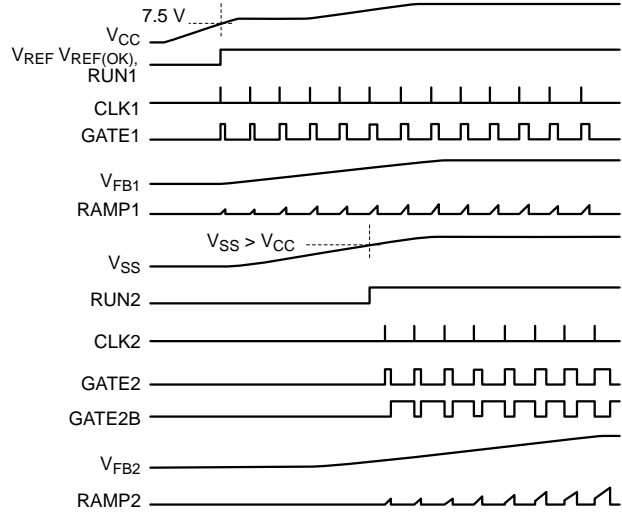 7.5 V
VCC
VREF VREF(OK),
RUN1
CLK1
GATE1
VFB1
RAMP1
VSS > VCC
VSS
RUN2
CLK2
GATE2
GATE2B
VFB2
RAMP2